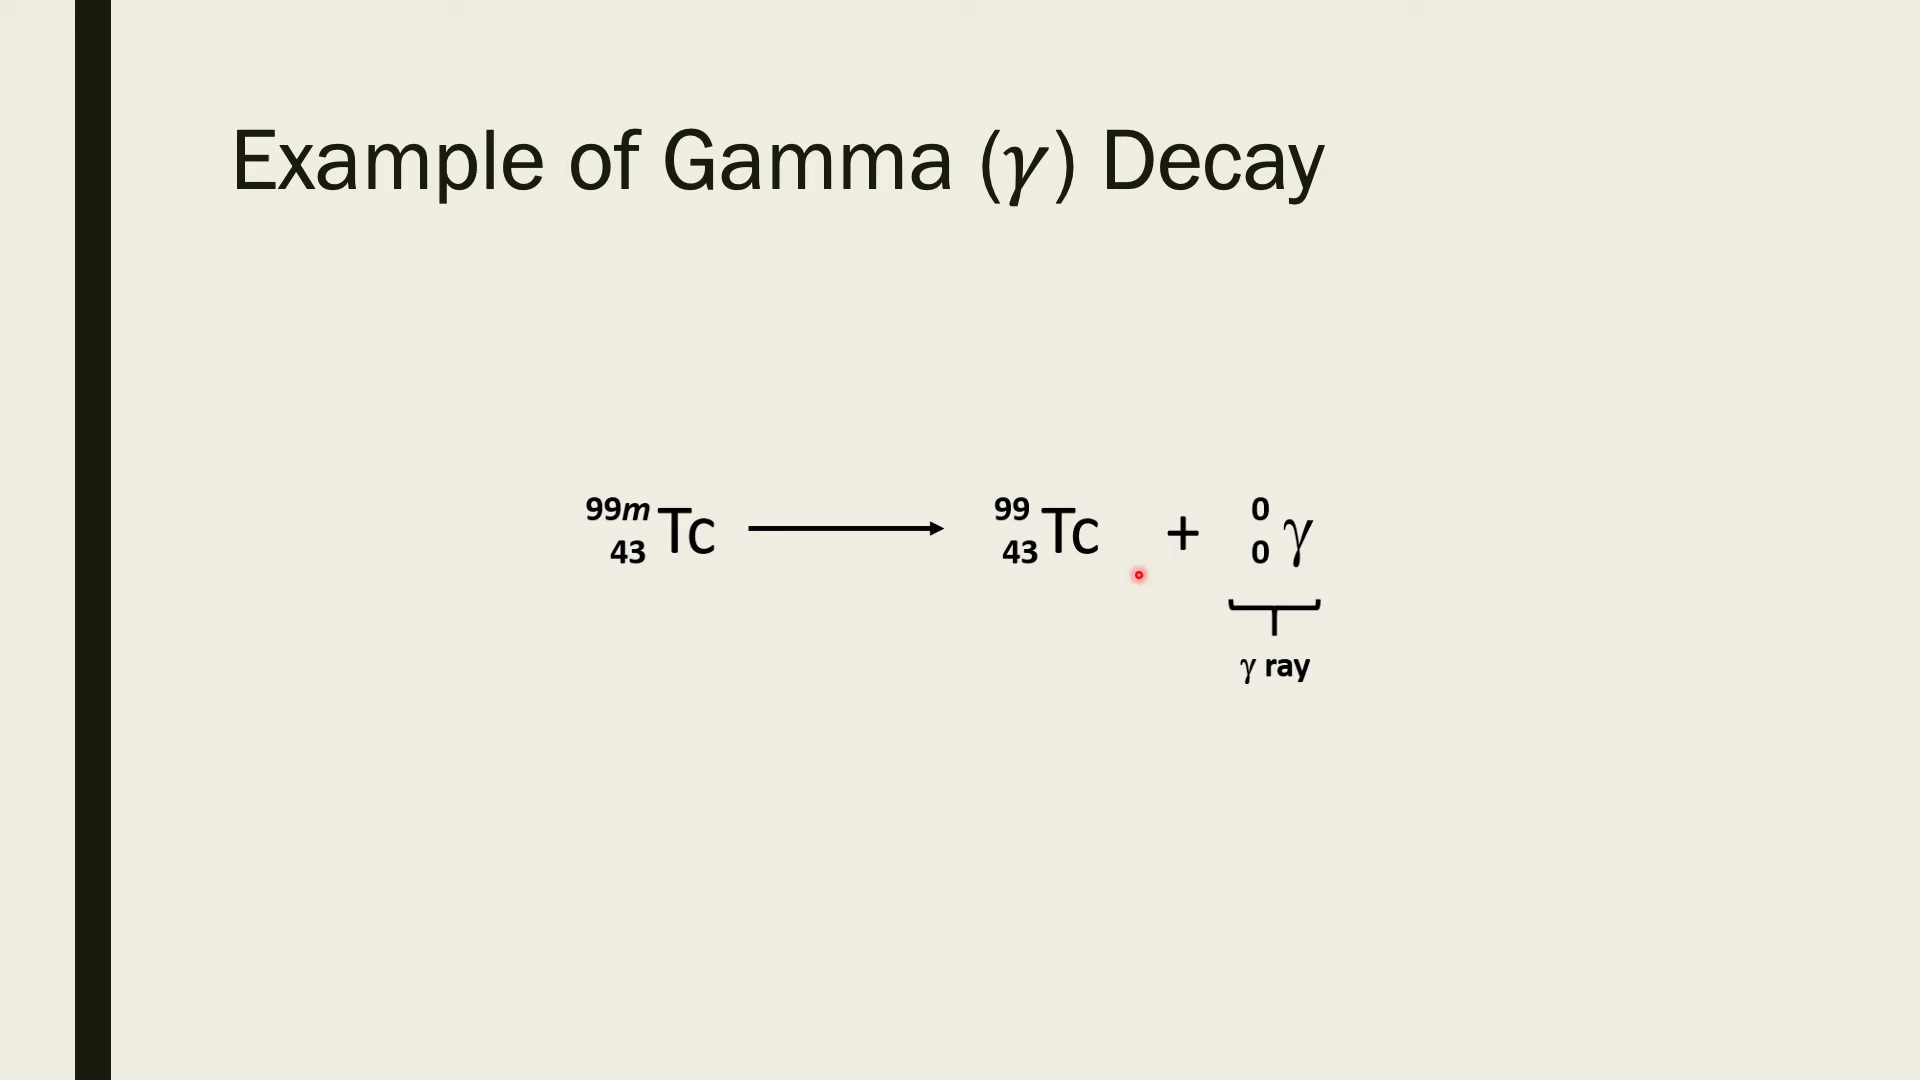 Example of Gamma (γ) Decay
99m 43 Tc ⟶ 99 43 Tc + 0 0 γ
γ ray